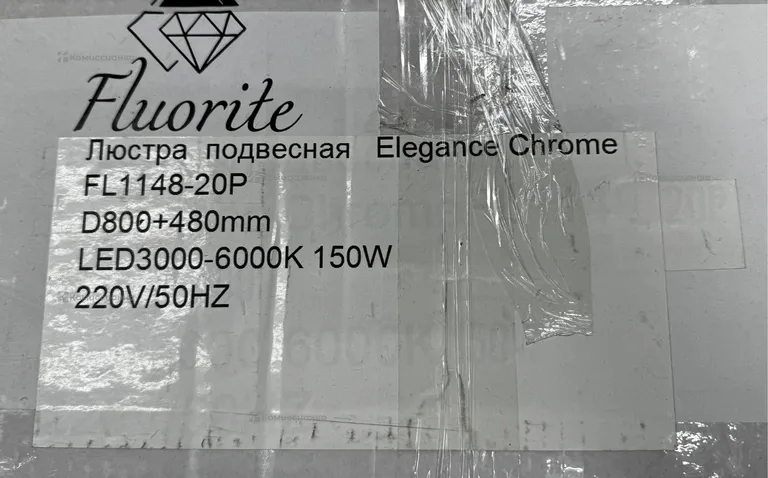 Fluorite
Люстра подвесная Elegance Chrome
FL1148-20P
D800+480mm
LED3000-6000K 150W
220V/50HZ